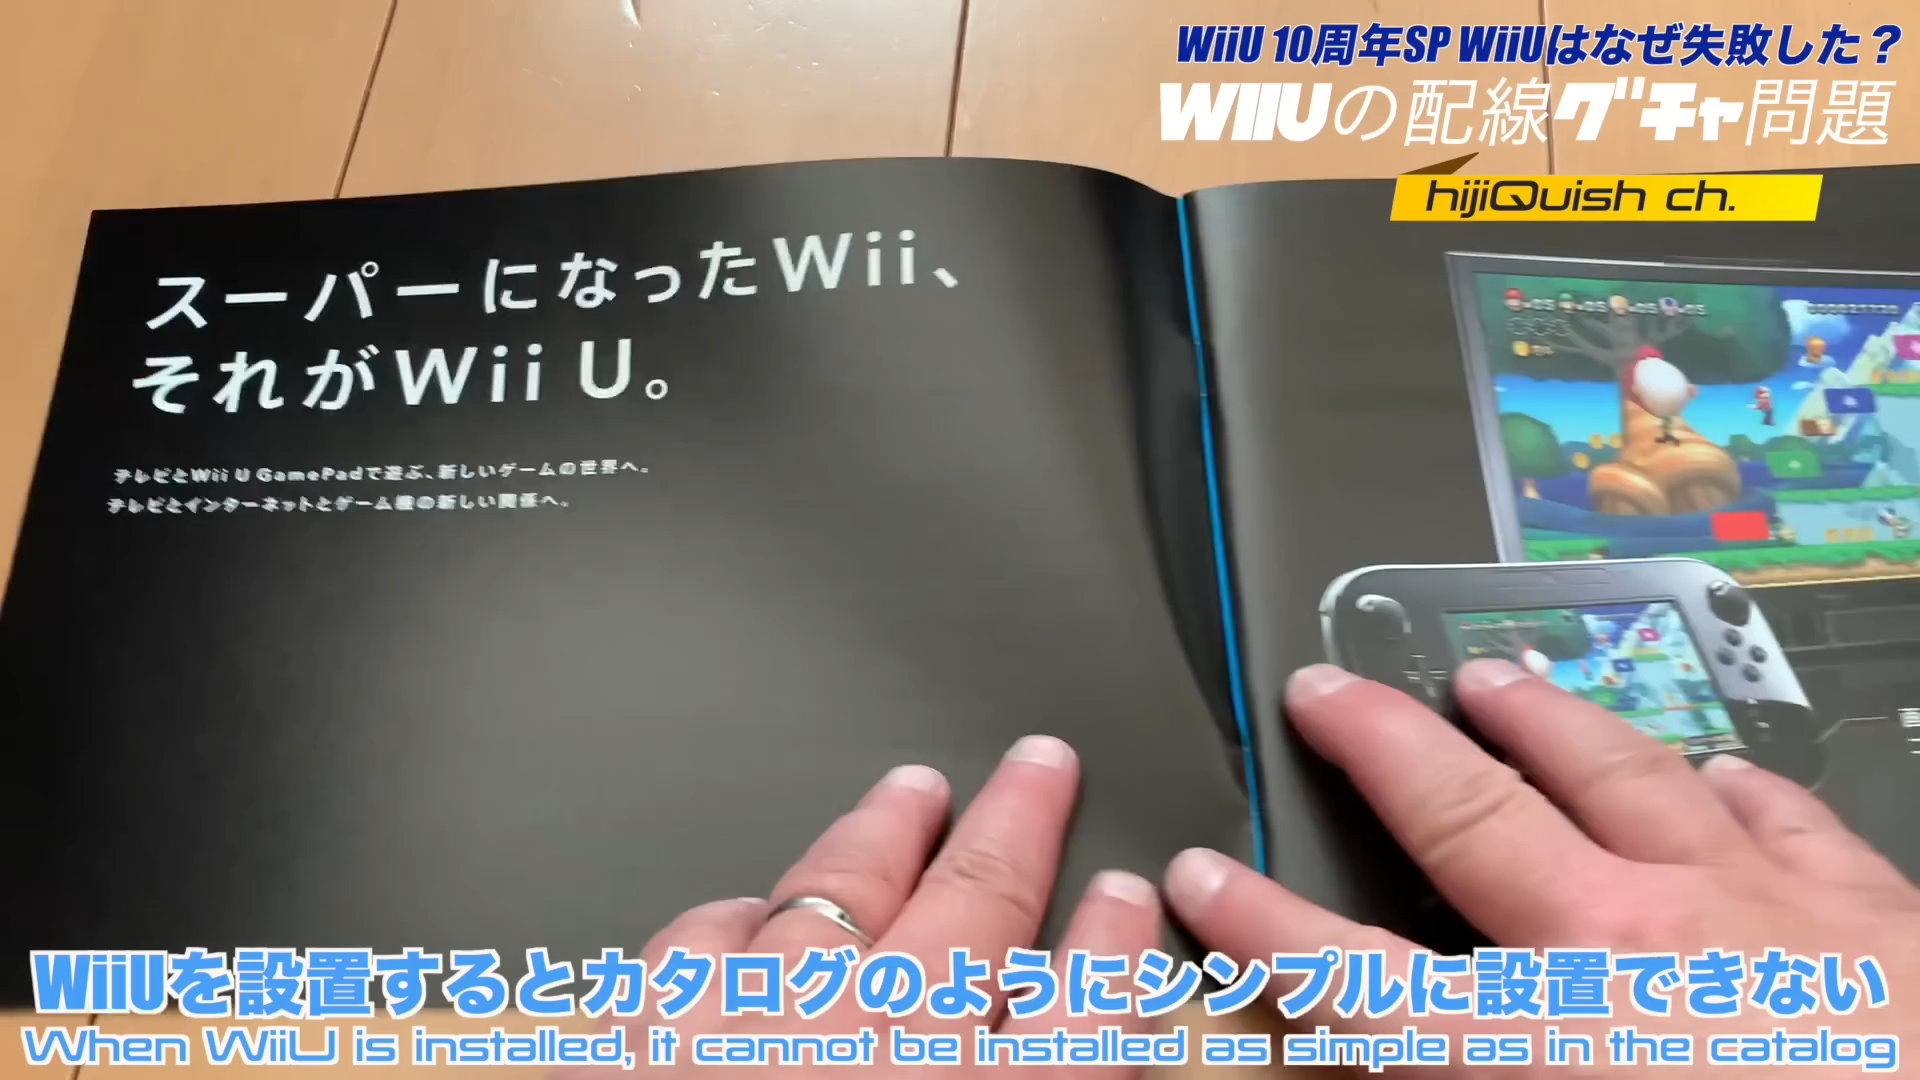 WiiU 10周年SP WiiUはなぜ失敗した？
WIIUの配線グチャ問題
hijiQuish ch.
スーパーになったWii、
それがWii U。
テレビとWii U GamePadで遊ぶ、新しいゲームの世界へ。
テレビとインターネットとゲーム機の新しい関係へ。
WiiUを設置するとカタログのようにシンプルに設置できない
When WiiU is installed, it cannot be installed as simple as in the catalog